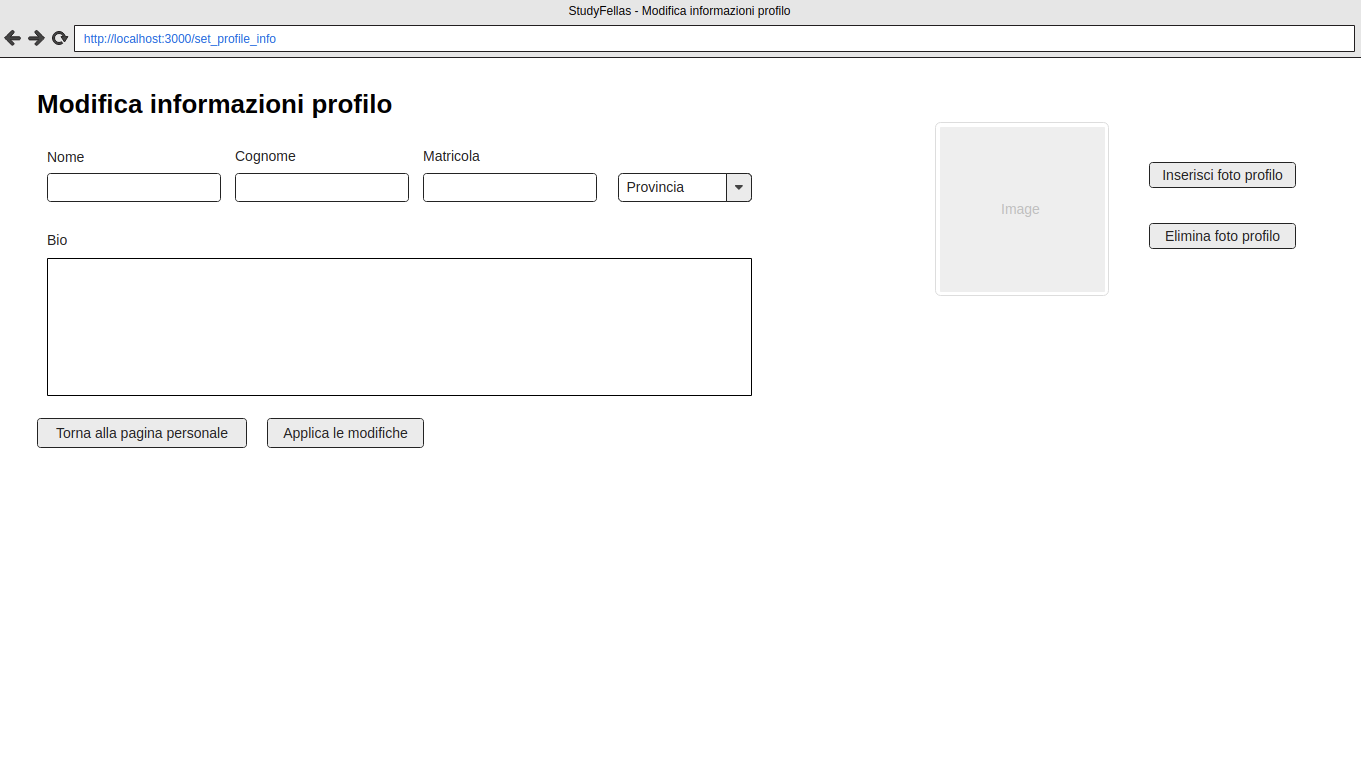 StudyFellas - Modifica informazioni profilo
http://localhost:3000/set_profile_info
Modifica informazioni profilo
Nome
Cognome
Matricola
Provincia
Bio
Torna alla pagina personale
Applica le modifiche
Image
Inserisci foto profilo
Elimina foto profilo